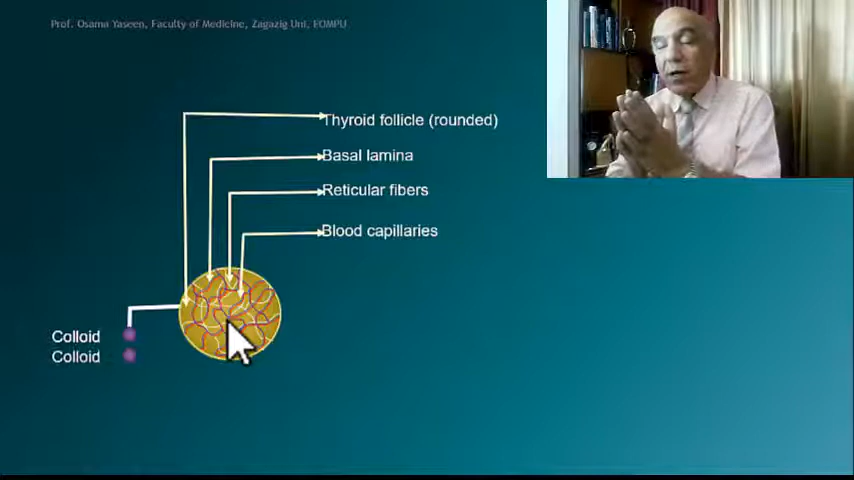 Prof. Osama Yaseen, Faculty of Medicine, Zagazig Uni, EOMPU
Thyroid follicle (rounded)
Basal lamina
Reticular fibers
Blood capillaries
Colloid
Colloid